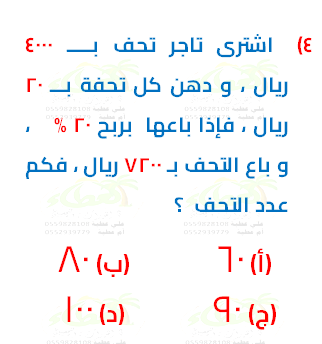 ٤) اشترى تاجر تحف بـــ ٤٠٠٠
ريال ، و دهن كل تحفة بـــ ٢٠
ريال ، فإذا باعها بربح ٢٠ % ،
و باع التحف بـ ٧٢٠٠ ريال ، فكم
عدد التحف ؟
(أ) ٦٠ (ب) ٨٠
(ج) ٩٠ (د) ١٠٠